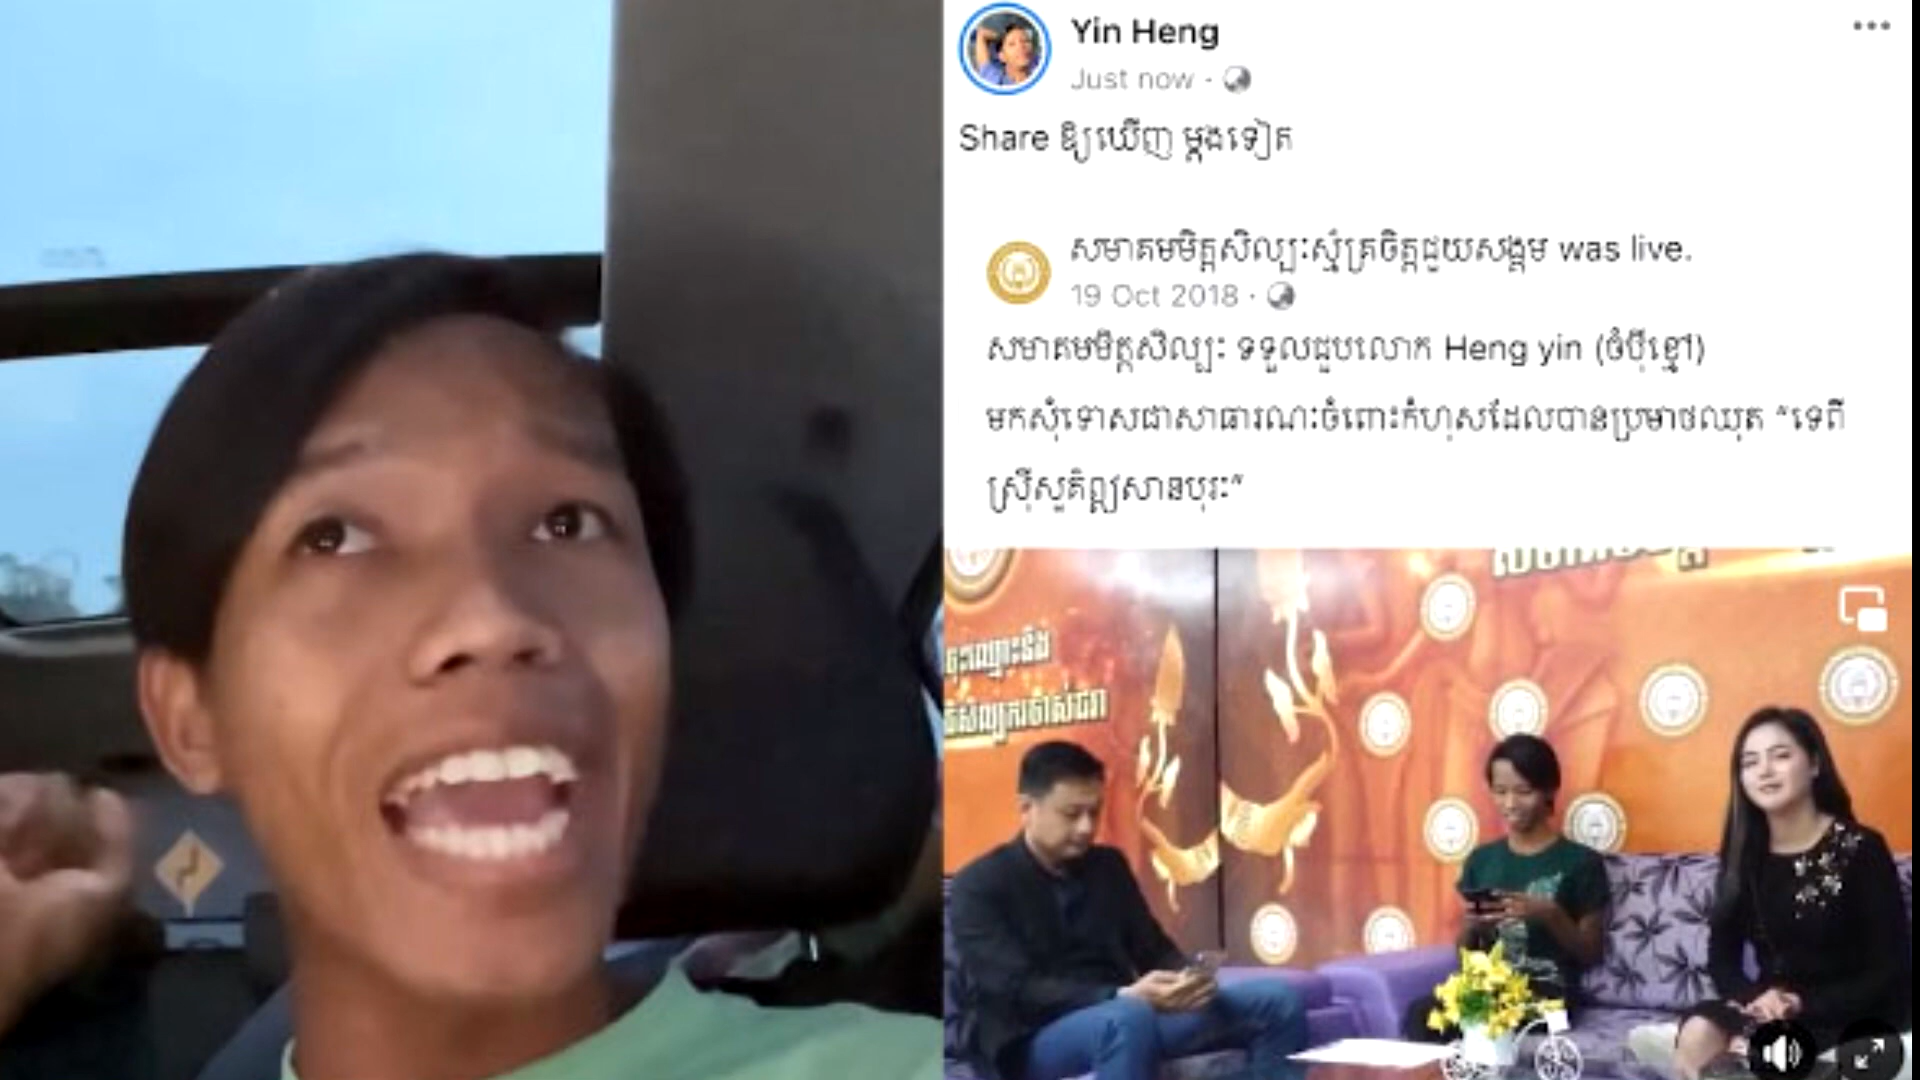 Yin Heng
Just now ·
Share ឱ្យឃើញ ម្ដងទៀត
សមាគមមិត្តសិល្បៈស្ម័គ្រចិត្តជួយសង្គម was live.
19 Oct 2018 ·
សមាគមមិត្តសិល្បៈ ទទួលជួបលោក Heng yin (ចំប៉ីខ្មៅ)
មកសុំទោសជាសាធារណៈចំពោះកំហុសដែលបានប្រមាថឈុត “ទេពី
ស្រីសួគ៌ឰសានបុរះ”